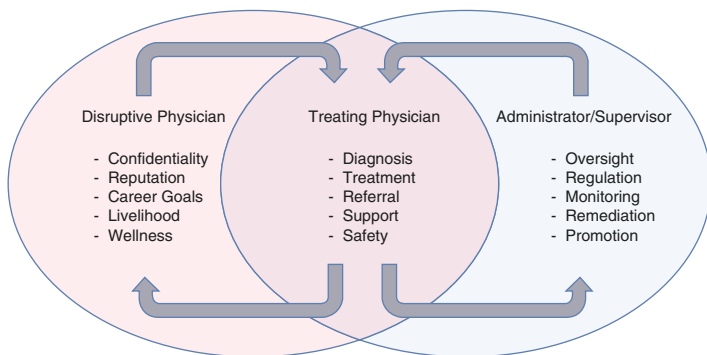 Disruptive Physician
- Confidentiality
- Reputation
- Career Goals
- Livelihood
- Wellness
Treating Physician
- Diagnosis
- Treatment
- Referral
- Support
- Safety
Administrator/Supervisor
- Oversight
- Regulation
- Monitoring
- Remediation
- Promotion